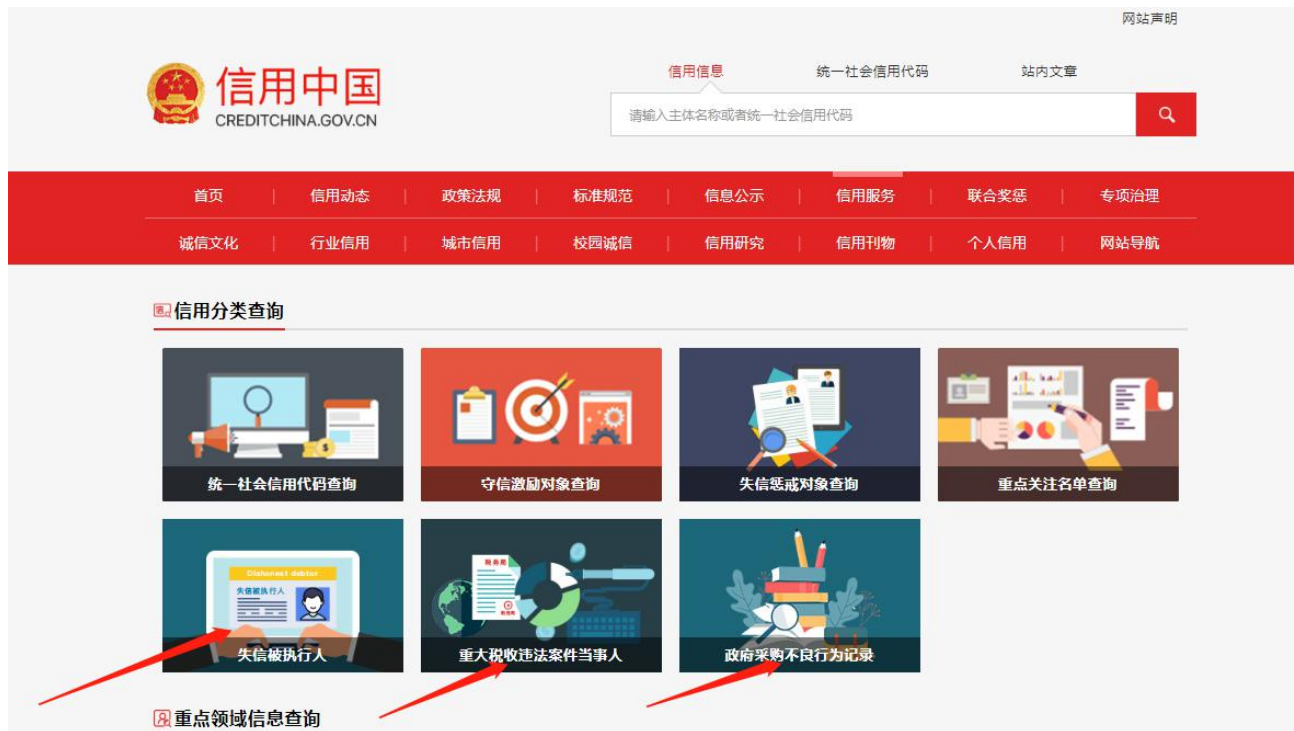 网站声明
信用中国
CREDITCHINA.GOV.CN
信用信息 统一社会信用代码 站内文章
请输入主体名称或者统一社会信用代码
首页 信用动态 政策法规 标准规范 信息公示 信用服务 联合奖惩 专项治理
诚信文化 行业信用 城市信用 校园诚信 信用研究 信用刊物 个人信用 网站导航
信用分类查询
统一社会信用代码查询 守信激励对象查询 失信惩戒对象查询 重点关注名单查询
Dishonest debtor
失信被执行人
税务局
失信被执行人 重大税收违法案件当事人 政府采购不良行为记录
重点领域信息查询